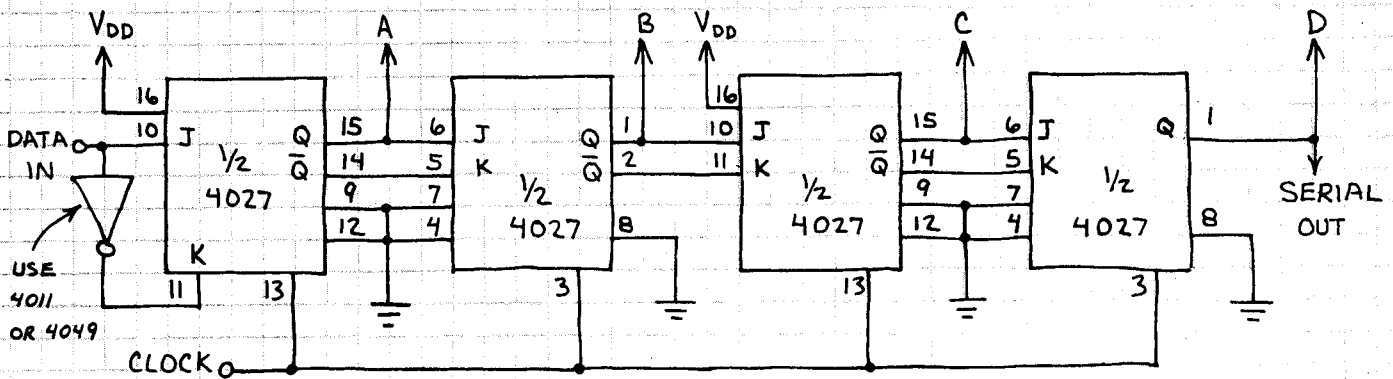 VDD A B VDD C D
16
10 J Q 15 6 J Q 1 16
DATA IN
1/2 4027
Q̅ 14 5 K
9 7
12 4
1/2 4027
Q̅ 2
8
10 J Q 15 6 J Q 1
11 K Q̅ 14 5 K
1/2 4027
9 7
12 4
1/2 4027
8
SERIAL
OUT
K
USE
4011
OR 4049
11 13 3 13 3
CLOCK